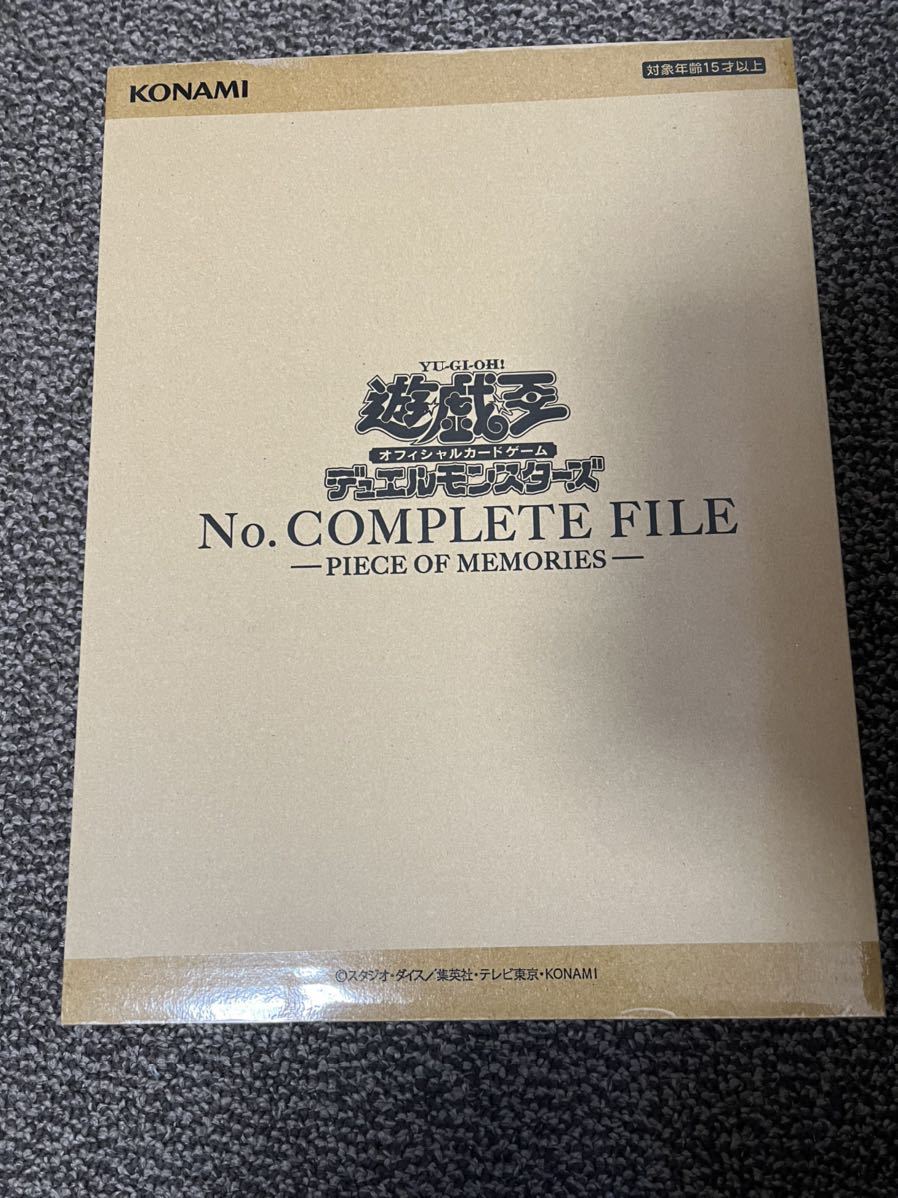 KONAMI
対象年齢15才以上
YU-GI-OH!
遊戯王
オフィシャルカードゲーム
デュエルモンスターズ
No. COMPLETE FILE
—PIECE OF MEMORIES—
©スタジオ・ダイス/集英社・テレビ東京・KONAMI